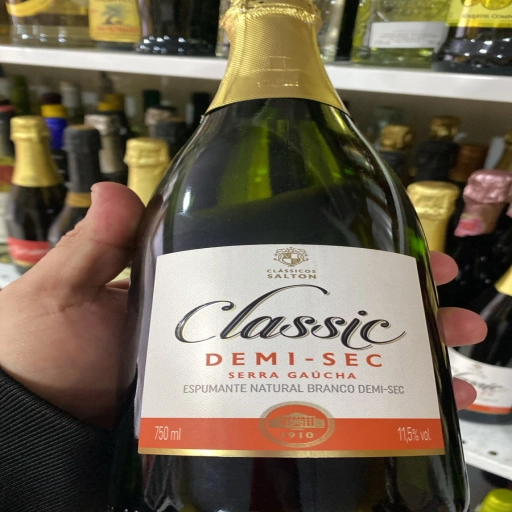 CLÁSSICOS
SALTON
Classic
DEMI-SEC
SERRA GAÚCHA
ESPUMANTE NATURAL BRANCO DEMI-SEC
750 ml
1910
11,5% vol.